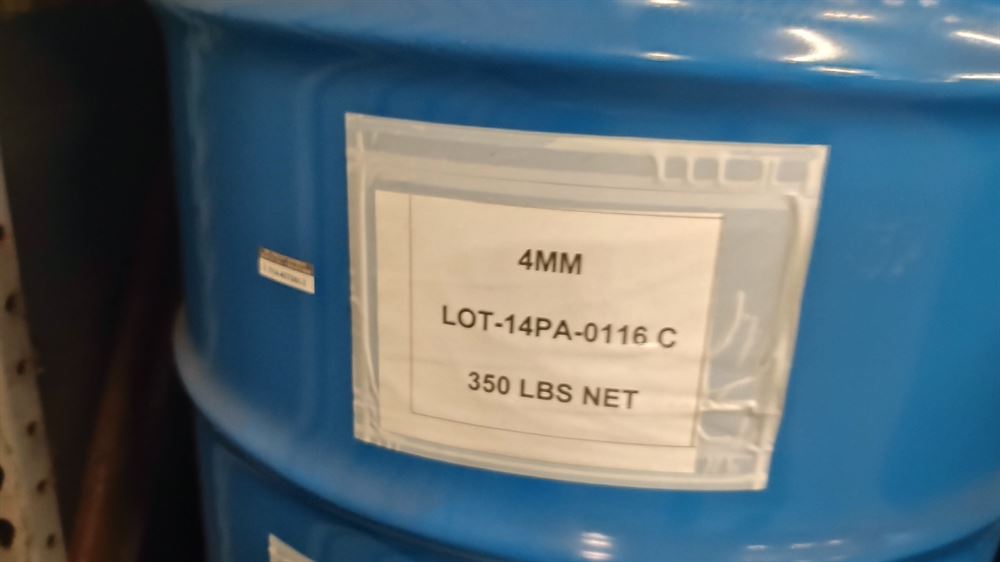 4MM
LOT-14PA-0116 C
350 LBS NET